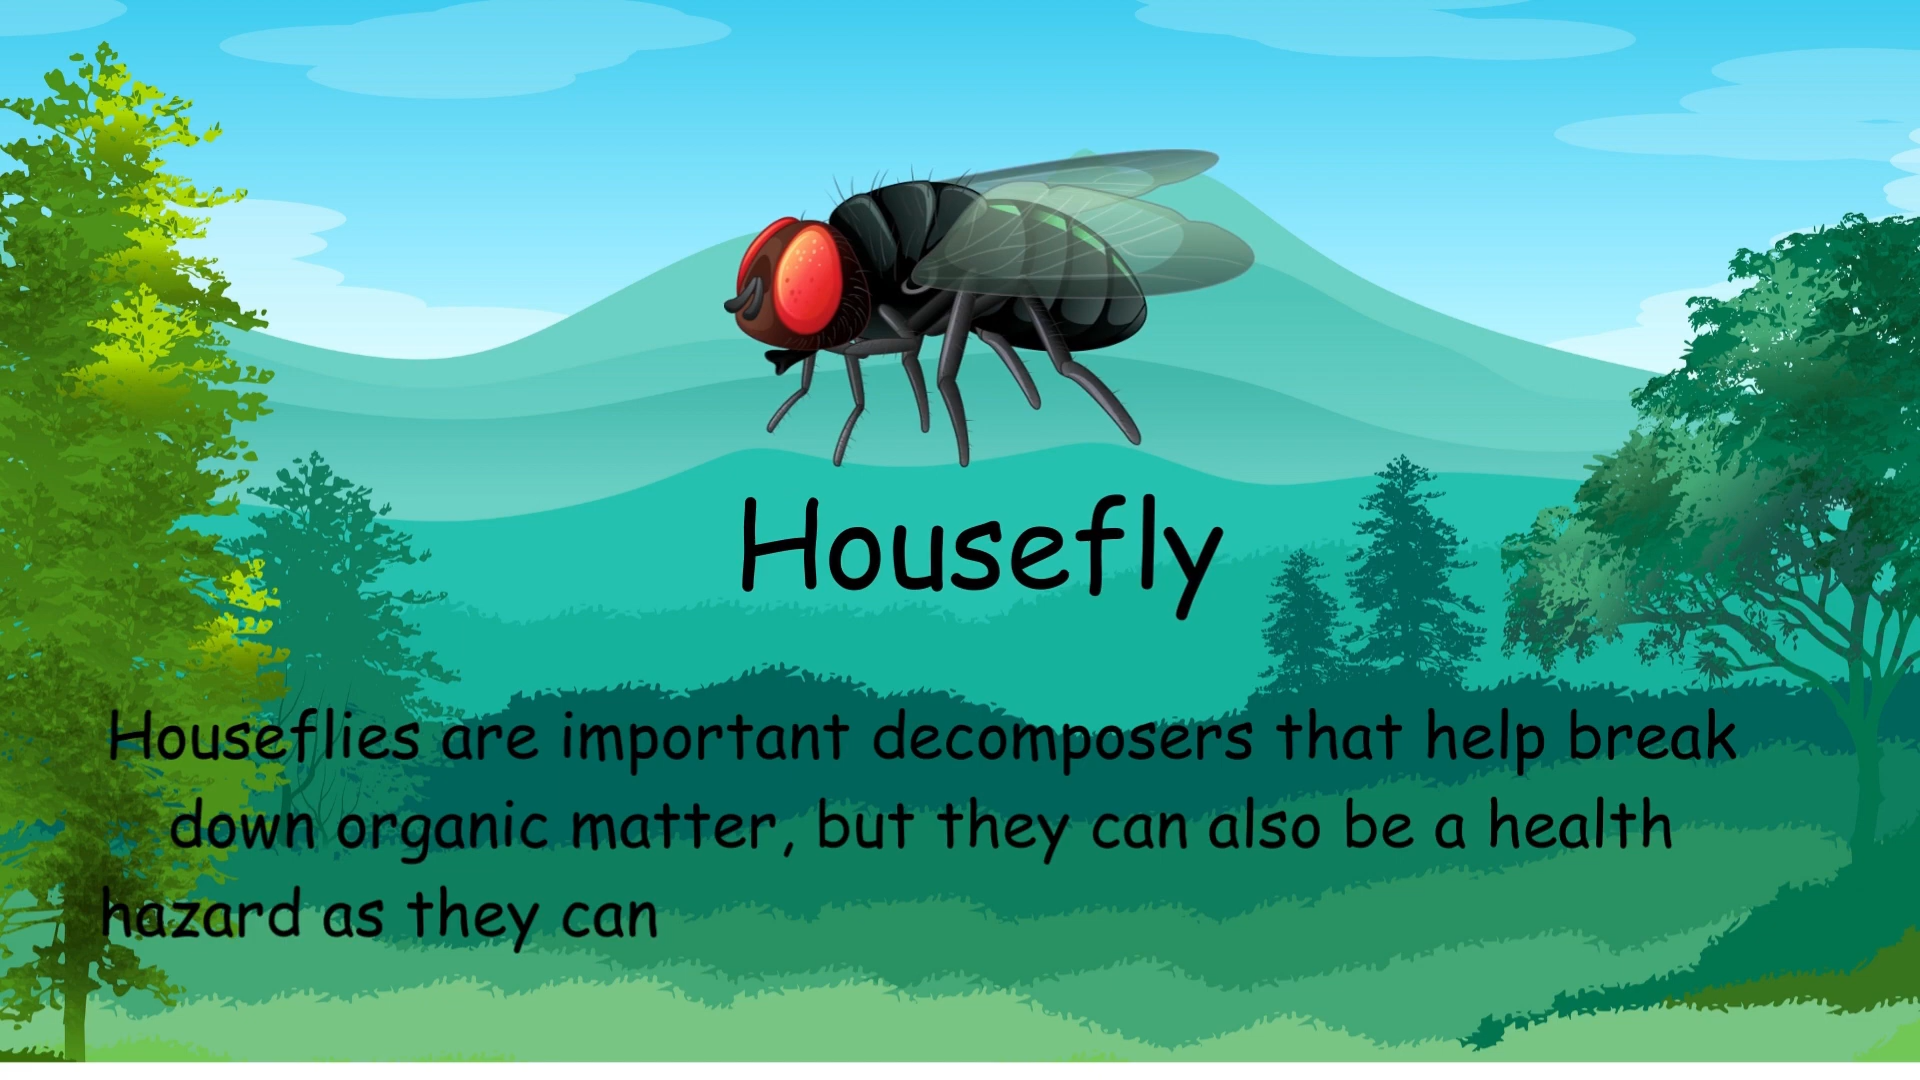 Housefly
Houseflies are important decomposers that help break
down organic matter, but they can also be a health
hazard as they can